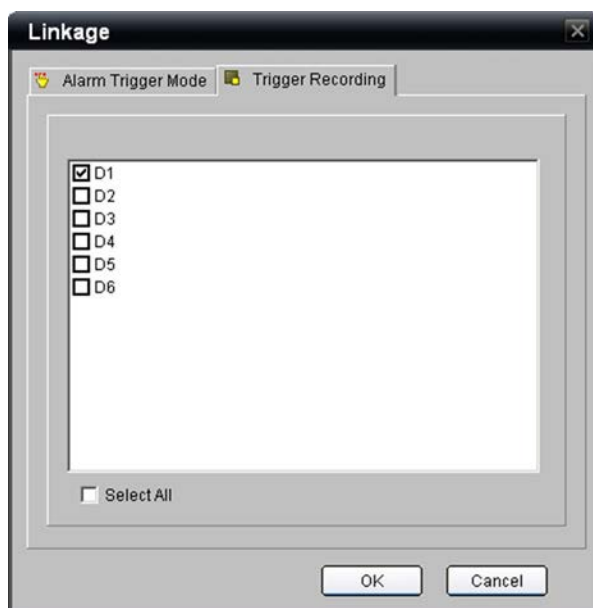 Linkage
Alarm Trigger Mode
Trigger Recording
D1
D2
D3
D4
D5
D6
Select All
OK
Cancel